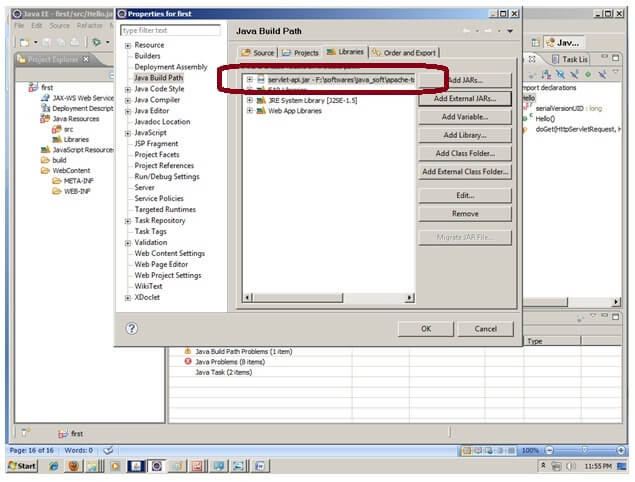 Java EE - first/src/Hello.ja
File Edit Source Refactor
Project Explorer
first
JAX-WS Web Service
Deployment Descript
Java Resources
src
Libraries
JavaScript Resources
build
WebContent
META-INF
WEB-INF
Properties for first
type filter text
Resource
Builders
Deployment Assembly
Java Build Path
Java Code Style
Java Compiler
Java Editor
Javadoc Location
JavaScript
JSP Fragment
Project Facets
Project References
Run/Debug Settings
Server
Service Policies
Targeted Runtimes
Task Repository
Task Tags
Validation
Web Content Settings
Web Page Editor
Web Project Settings
WikiText
XDoclet
Java Build Path
Source Projects Libraries Order and Export
servlet-api.jar - F:\softwares\java_soft\apache-t
EAR Libraries
JRE System Library [J2SE-1.5]
Web App Libraries
Add JARs...
Add External JARs...
Add Variable...
Add Library...
Add Class Folder...
Add External Class Folder...
Edit...
Remove
Migrate JAR File...
OK Cancel
Java...
Task Lis
import declarations
Hello
serialVersionUID : long
Hello()
doGet(HttpServletRequest, H
Type
Java Build Path Problems (1 item)
Java Problems (8 items)
Java Task (2 items)
first
Page: 16 of 16 Words: 0 100%
Start 11:55 PM